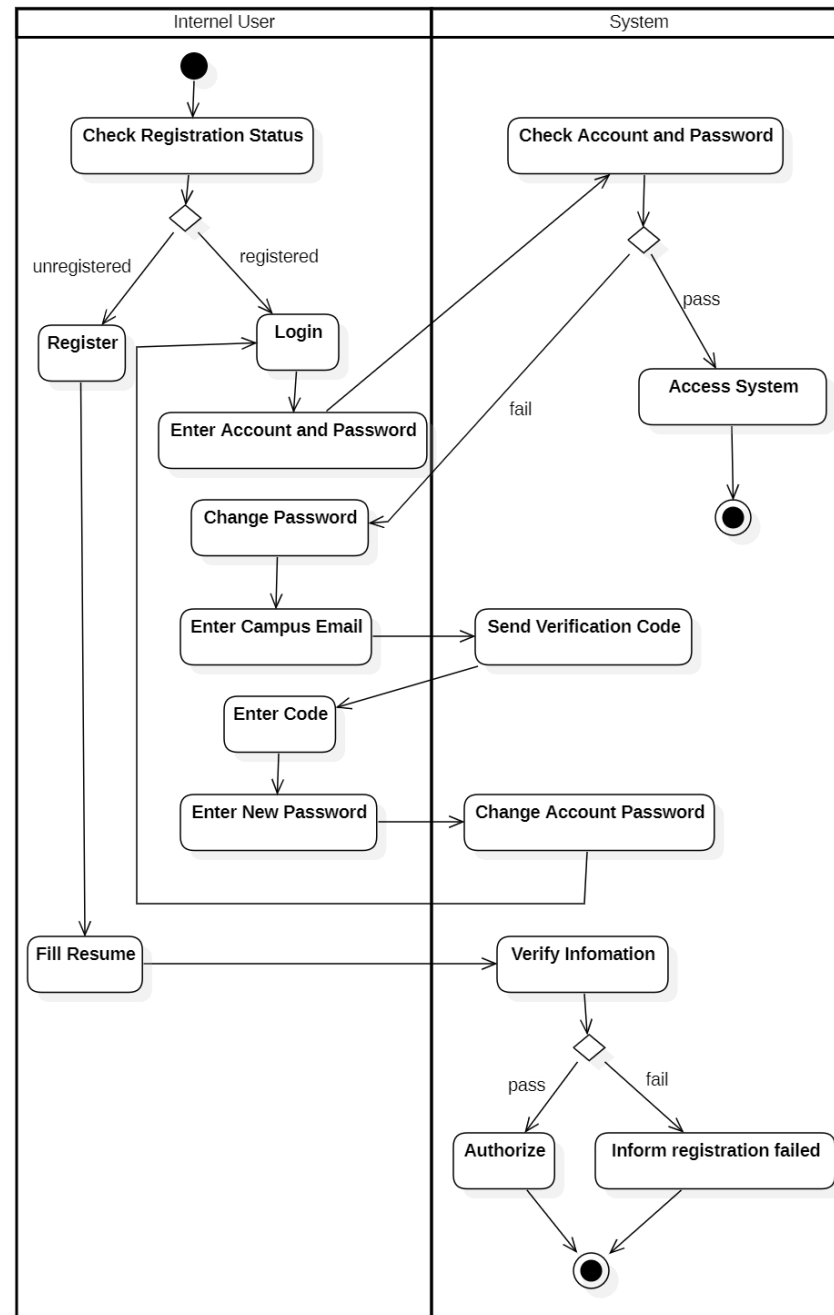 Internel User
System
Check Registration Status
Check Account and Password
unregistered
registered
pass
Register
Login
Access System
fail
Enter Account and Password
Change Password
Enter Campus Email
Send Verification Code
Enter Code
Enter New Password
Change Account Password
Fill Resume
Verify Infomation
pass
fail
Authorize
Inform registration failed